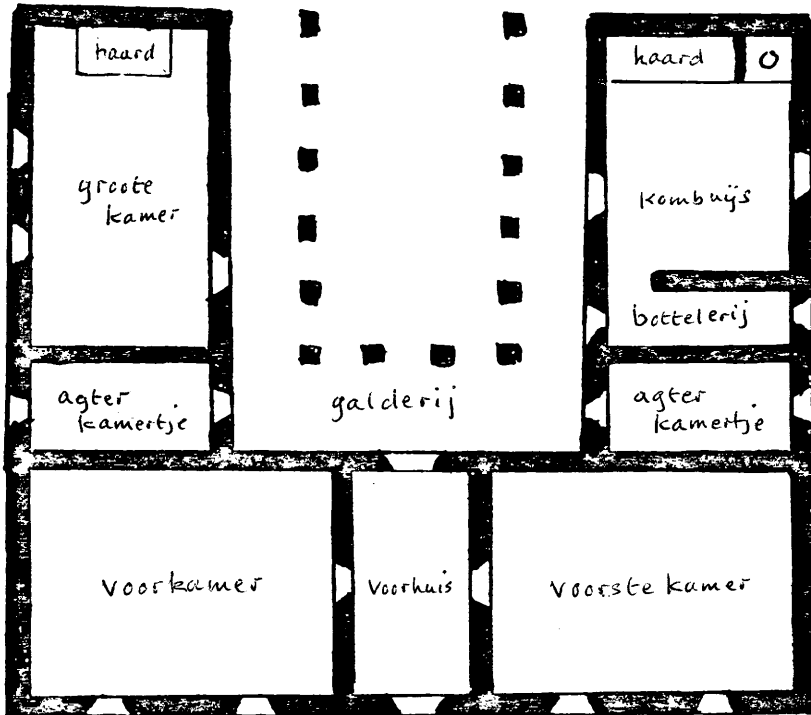 haard
haard
O
groote
kamer
kombuijs
bottelerij
agter
kamertje
galderij
agter
kamertje
voorkamer
voorhuis
voorste kamer